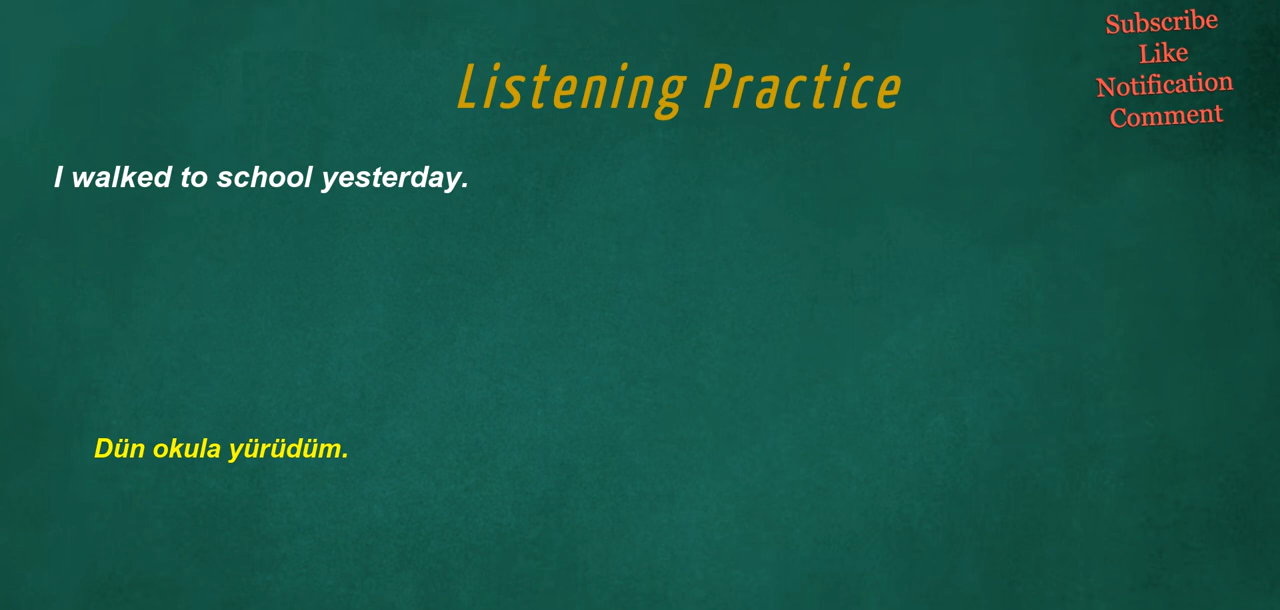 Listening Practice
Subscribe
Like
Notification
Comment
I walked to school yesterday.
Dün okula yürüdüm.